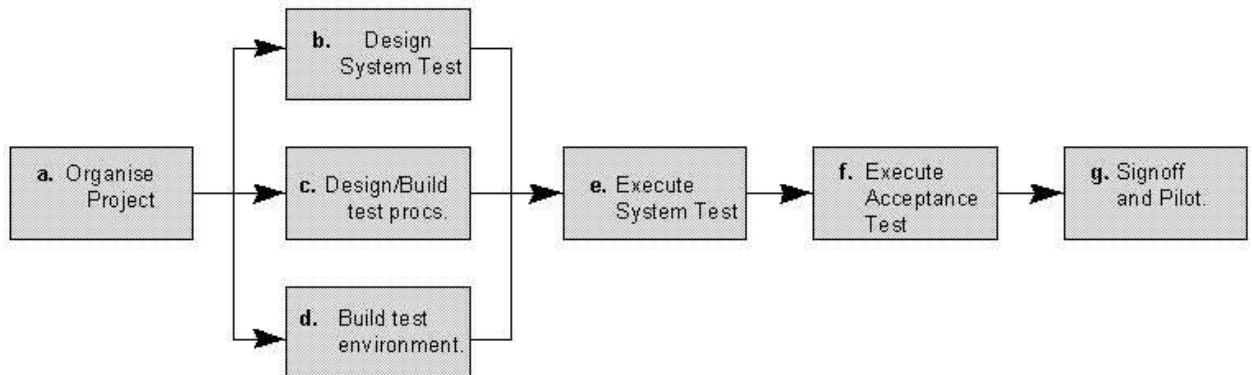 a. Organise
Project
b. Design
System Test
c. Design/Build
test procs.
d. Build test
environment.
e. Execute
System Test
f. Execute
Acceptance
Test
g. Signoff
and Pilot.